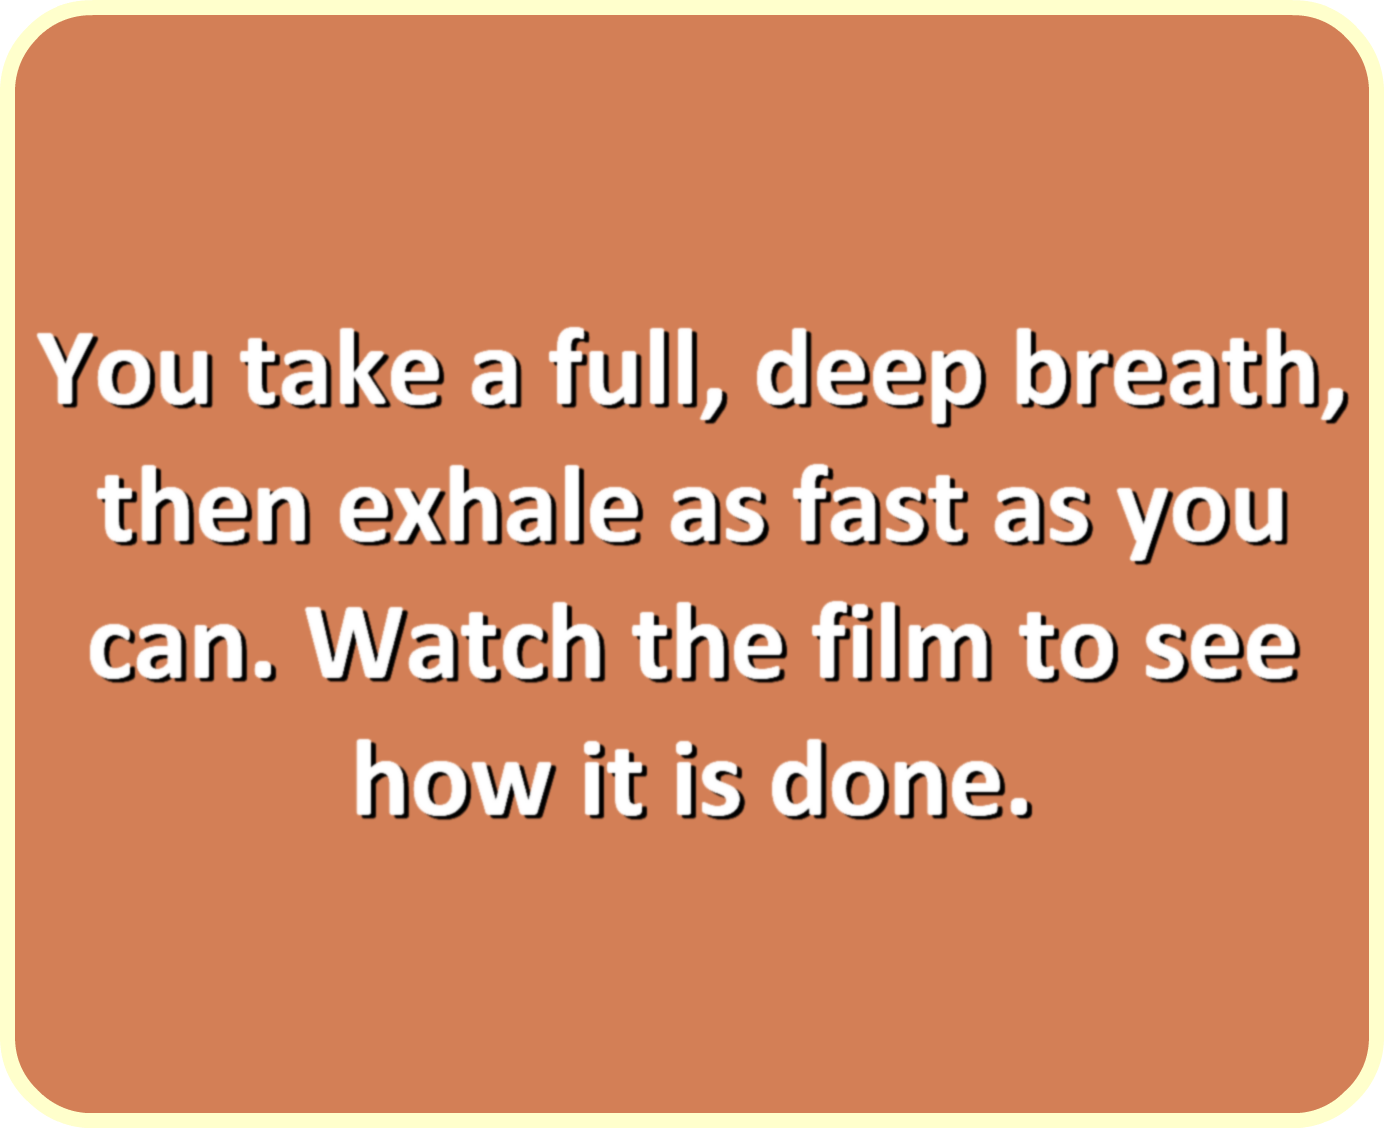 You take a full, deep breath,
then exhale as fast as you
can. Watch the film to see
how it is done.